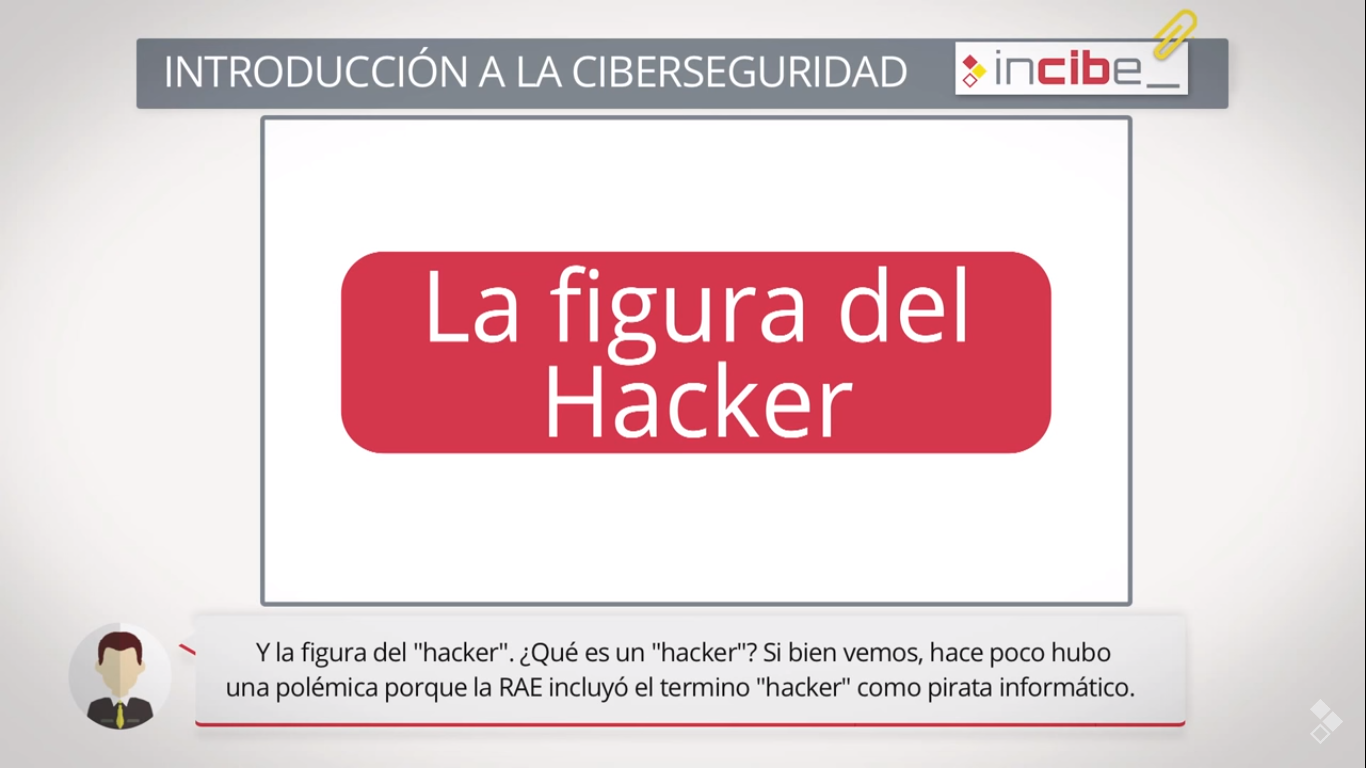 INTRODUCCIÓN A LA CIBERSEGURIDAD
incibe_
La figura del
Hacker
Y la figura del "hacker". ¿Qué es un "hacker"? Si bien vemos, hace poco hubo
una polémica porque la RAE incluyó el termino "hacker" como pirata informático.